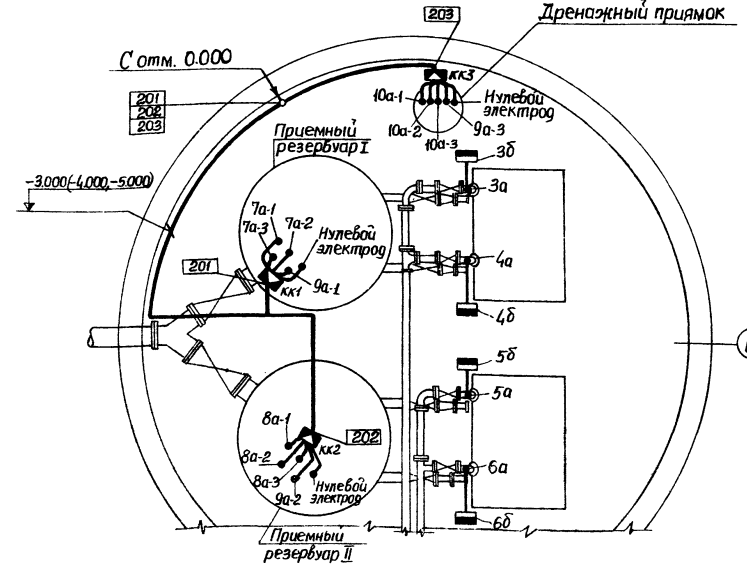 203
Дренажный приямок
С отм. 0.000
КК3
201
202
203
10а-1
Нулевой
электрод
10а-2
9а-3
10а-3
Приемный
резервуар I
3б
3а
-3.000(-4.000,-5.000)
7а-1
7а-2
7а-3
Нулевой
электрод
201
4а
9а-1
КК1
4б
5б
5а
8а-1
202
КК2
8а-2
6а
8а-3
9а-2
Нулевой
электрод
6б
Приемный
резервуар II